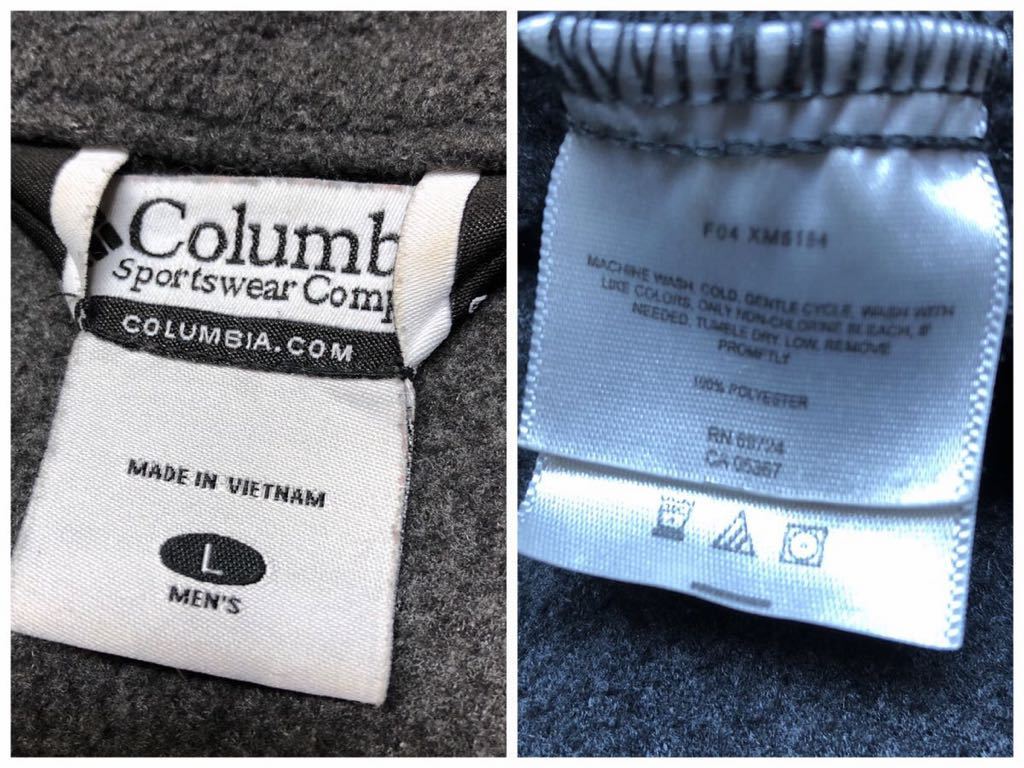 Columb
Sportswear Comp
COLUMBIA.COM
MADE IN VIETNAM
L
MEN'S
F04 XM6154
MACHINE WASH COLD, GENTLE CYCLE, WASH WITH
LIKE COLORS, ONLY NON-CHLORINE BLEACH, IF
NEEDED, TUMBLE DRY LOW, REMOVE
PROMPTLY
100% POLYESTER
RN 69724
CA 05367